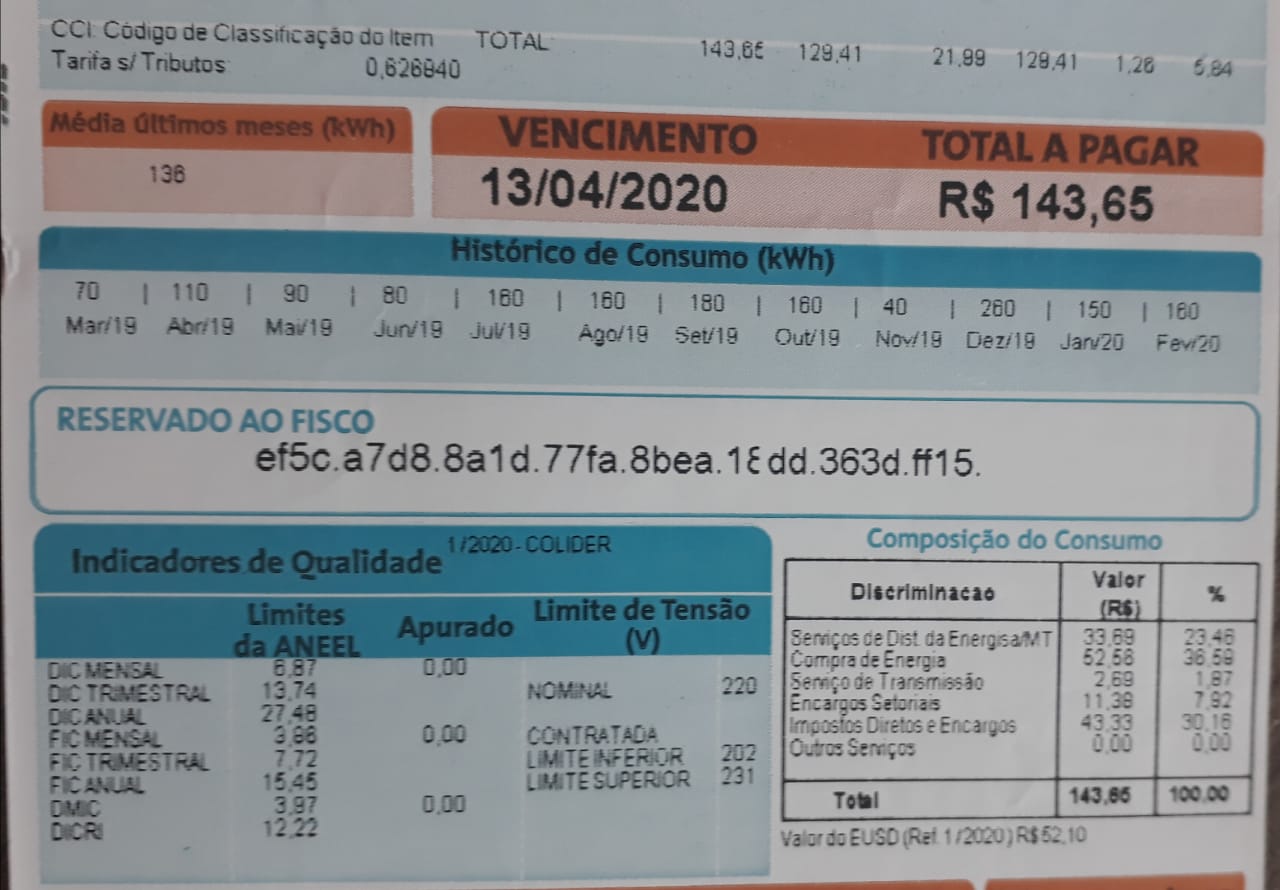 CCI: Código de Classificação do Item TOTAL 143,65 129,41 21,99 129,41 1,26 5,84
Tarifa s/ Tributos 0,626940
Média últimos meses (kWh)
136
VENCIMENTO TOTAL A PAGAR
13/04/2020 R$ 143,65
Histórico de Consumo (kWh)
70 | 110 | 90 | 80 | 160 | 160 | 180 | 160 | 40 | 260 | 150 | 160
Mar/19 Abr/19 Mai/19 Jun/19 Jul/19 Ago/19 Set/19 Out/19 Nov/19 Dez/19 Jan/20 Fev/20
RESERVADO AO FISCO
ef5c.a7d8.8a1d.77fa.8bea.18dd.363d.ff15.
Indicadores de Qualidade 1/2020 - COLIDER
Limites da ANEEL Apurado Limite de Tensão (V)
DIC MENSAL 6,87 0,00
DIC TRIMESTRAL 13,74 NOMINAL 220
DIC ANUAL 27,48
FIC MENSAL 3,86 0,00 CONTRATADA
FIC TRIMESTRAL 7,72 LIMITE INFERIOR 202
FIC ANUAL 15,45 LIMITE SUPERIOR 231
DMIC 3,97 0,00
DICRI 12,22
Composição do Consumo
Discriminacao Valor (R$) %
Serviços de Dist. da Energisa/MT 33,69 23,46
Compra de Energia 52,56 36,59
Serviço de Transmissão 2,69 1,87
Encargos Setoriais 11,38 7,92
Impostos Diretos e Encargos 43,33 30,16
Outros Serviços 0,00 0,00
Total 143,65 100,00
Valor do EUSD (Ref. 1/2020) R$ 52,10